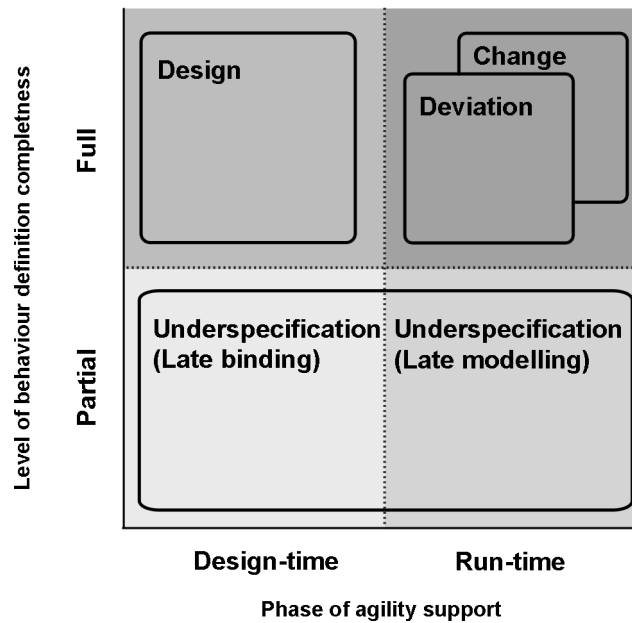 Level of behaviour definition completness
Full
Partial
Design
Change
Deviation
Underspecification
(Late binding)
Underspecification
(Late modelling)
Design-time
Run-time
Phase of agility support